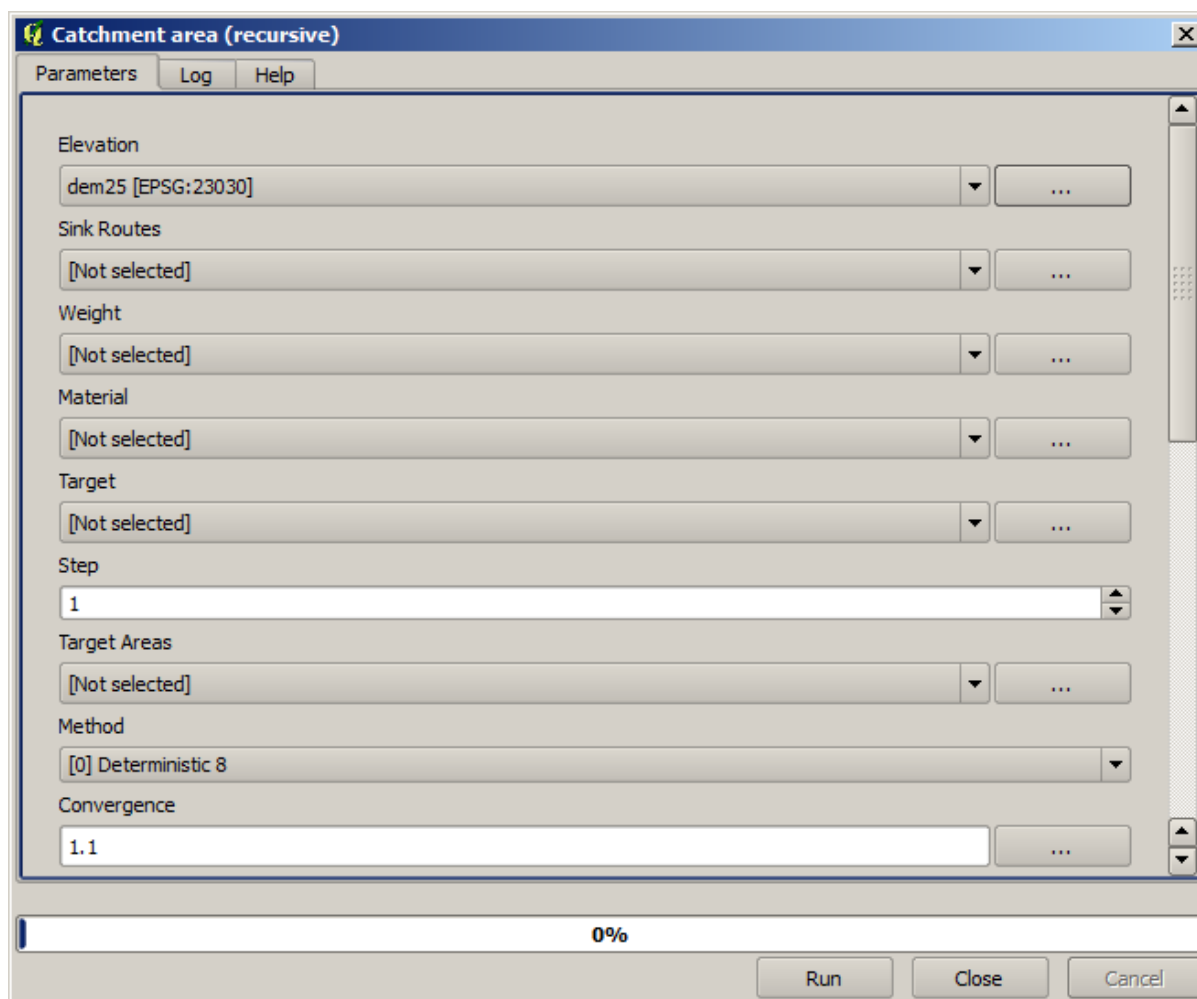 Catchment area (recursive)
Parameters Log Help
Elevation
dem25 [EPSG:23030]
...
Sink Routes
[Not selected]
...
Weight
[Not selected]
...
Material
[Not selected]
...
Target
[Not selected]
...
Step
1
Target Areas
[Not selected]
...
Method
[0] Deterministic 8
Convergence
1.1
...
0%
Run Close Cancel